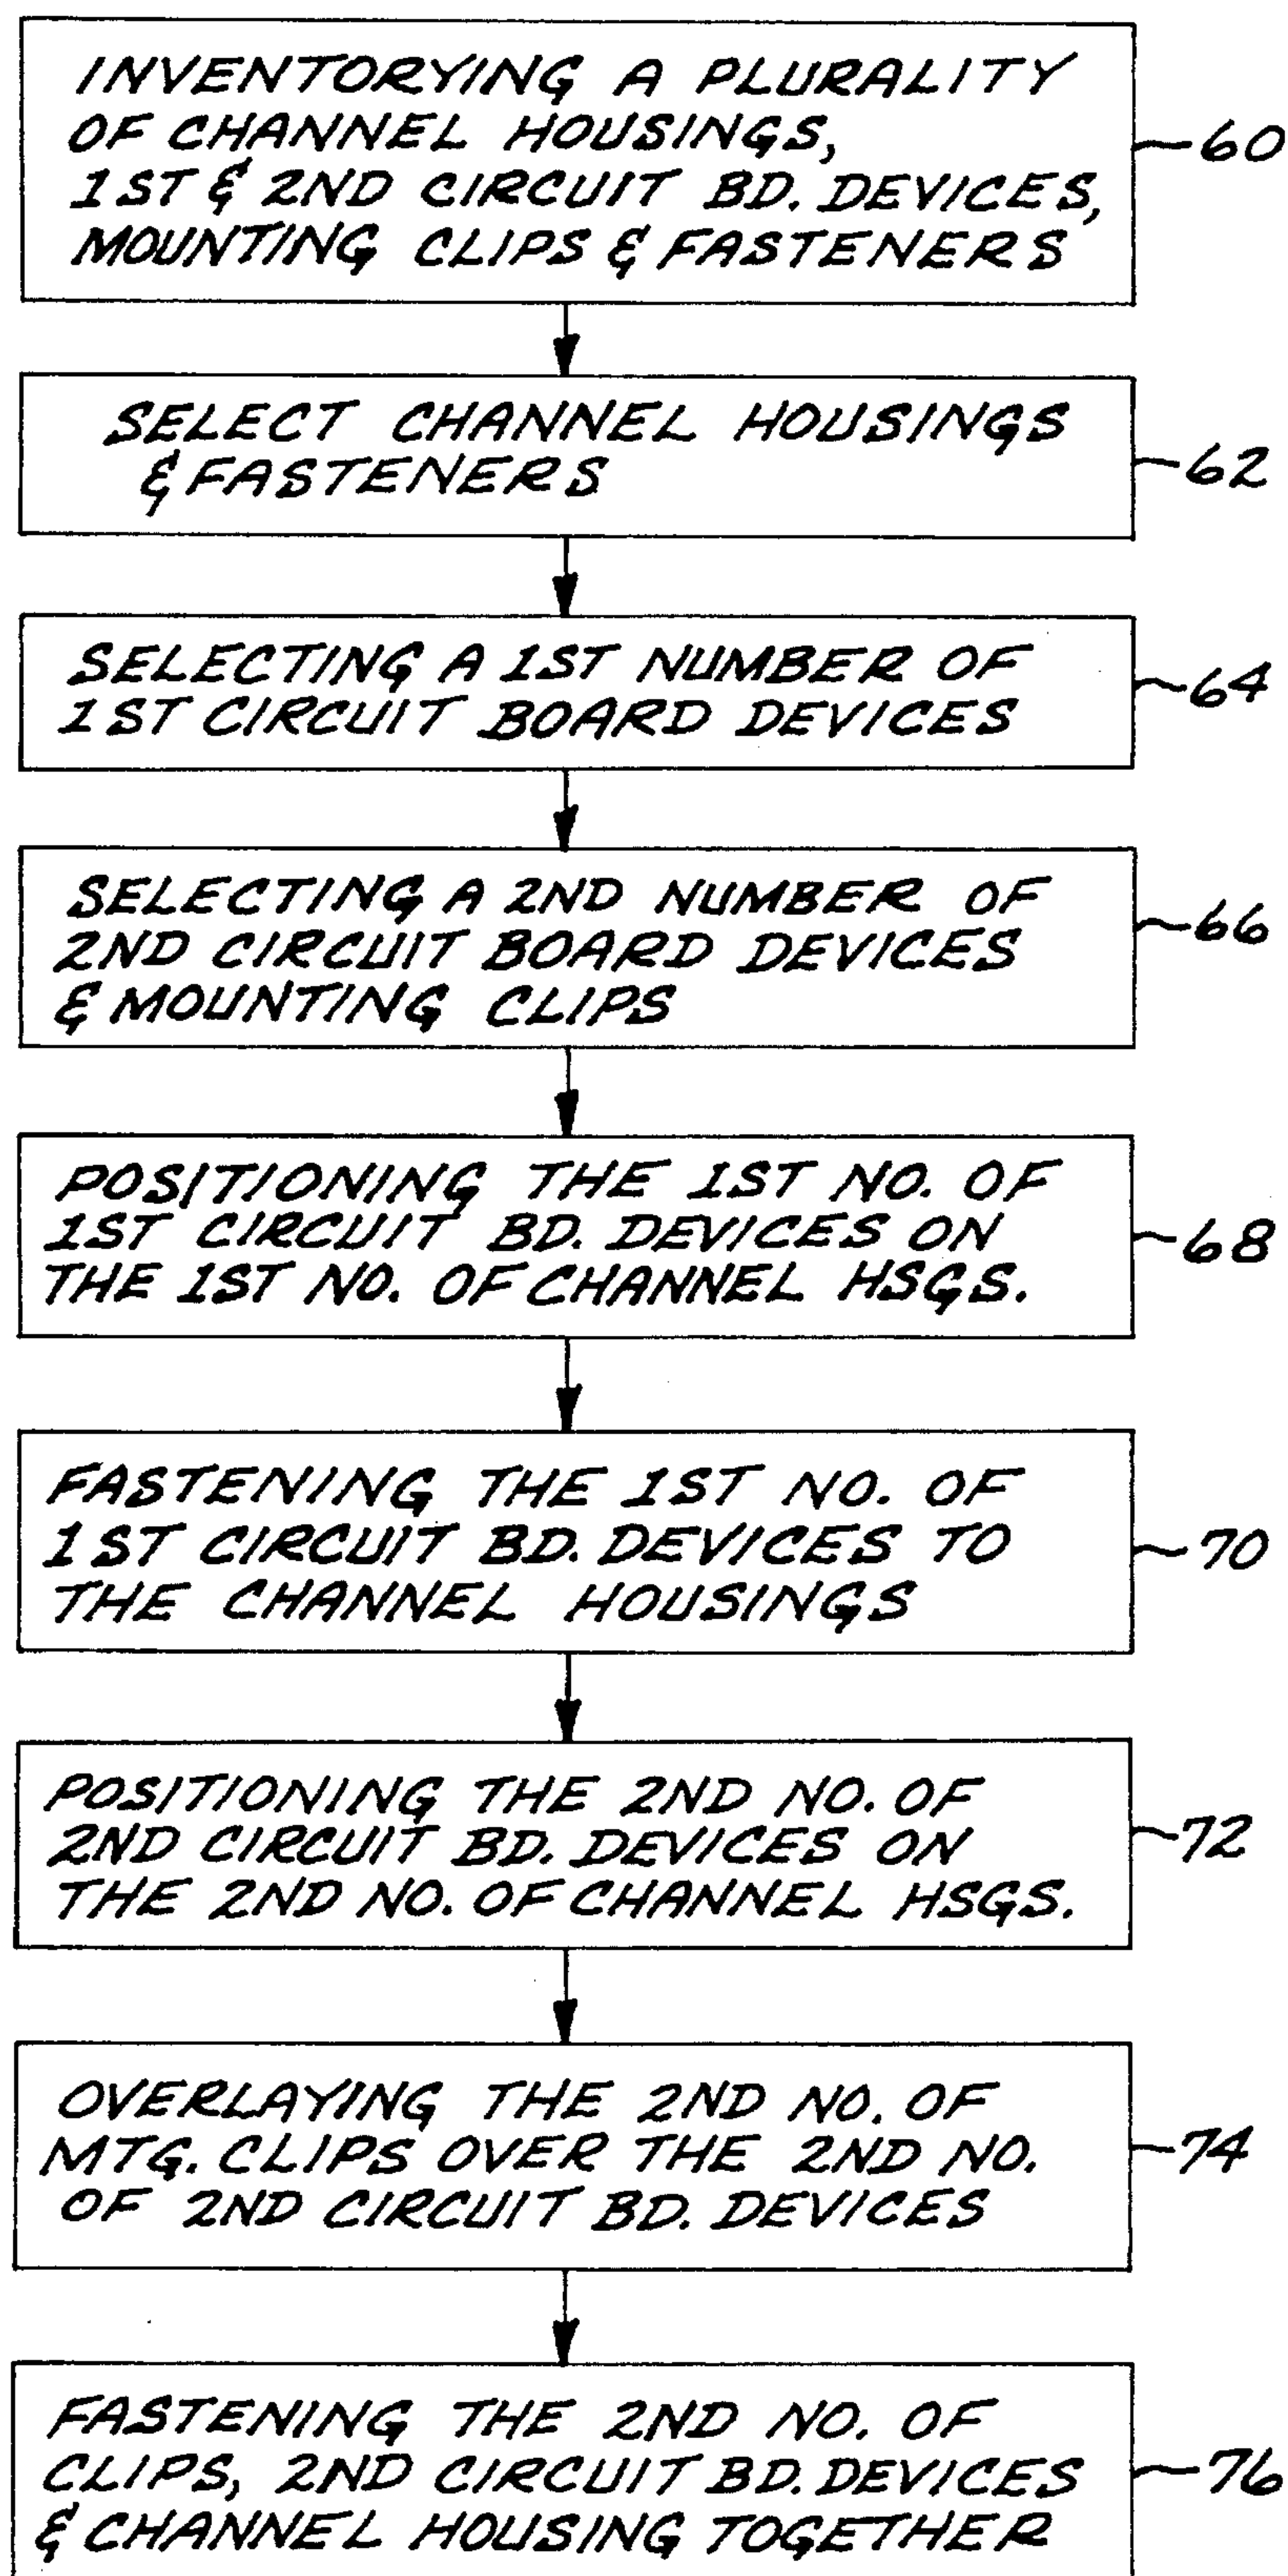 INVENTORYING A PLURALITY
OF CHANNEL HOUSINGS,
1ST & 2ND CIRCUIT BD. DEVICES,
MOUNTING CLIPS & FASTENERS
60
SELECT CHANNEL HOUSINGS
& FASTENERS
62
SELECTING A 1ST NUMBER OF
1ST CIRCUIT BOARD DEVICES
64
SELECTING A 2ND NUMBER OF
2ND CIRCUIT BOARD DEVICES
& MOUNTING CLIPS
66
POSITIONING THE 1ST NO. OF
1ST CIRCUIT BD. DEVICES ON
THE 1ST NO. OF CHANNEL HSGS.
68
FASTENING THE 1ST NO. OF
1ST CIRCUIT BD. DEVICES TO
THE CHANNEL HOUSINGS
70
POSITIONING THE 2ND NO. OF
2ND CIRCUIT BD. DEVICES ON
THE 2ND NO. OF CHANNEL HSGS.
72
OVERLAYING THE 2ND NO. OF
MTG. CLIPS OVER THE 2ND NO.
OF 2ND CIRCUIT BD. DEVICES
74
FASTENING THE 2ND NO. OF
CLIPS, 2ND CIRCUIT BD. DEVICES
& CHANNEL HOUSING TOGETHER
76